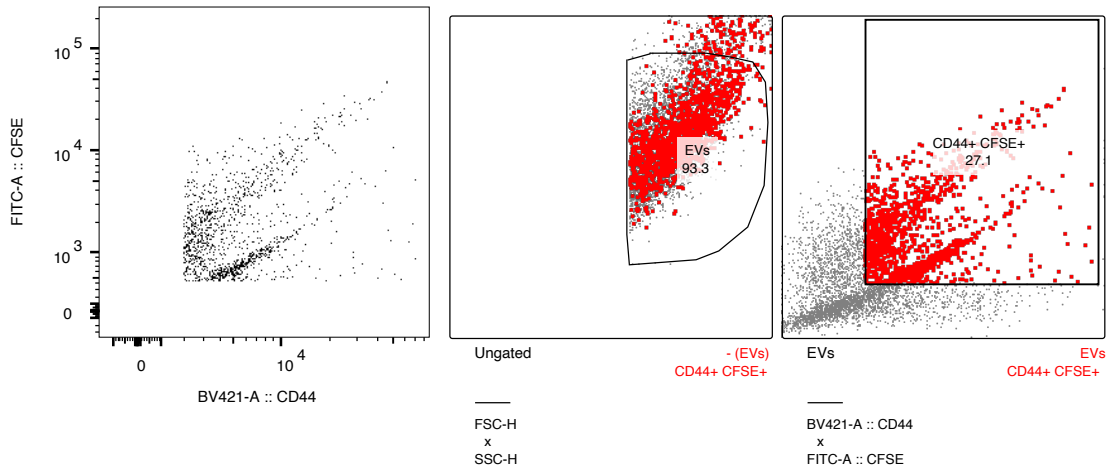 10^5
10^4
10^3
0
FITC-A :: CFSE
0
10^4
BV421-A :: CD44
EVs
93.3
Ungated
- (EVs)
CD44+ CFSE+
FSC-H
x
SSC-H
CD44+ CFSE+
27.1
EVs
EVs
CD44+ CFSE+
BV421-A :: CD44
x
FITC-A :: CFSE